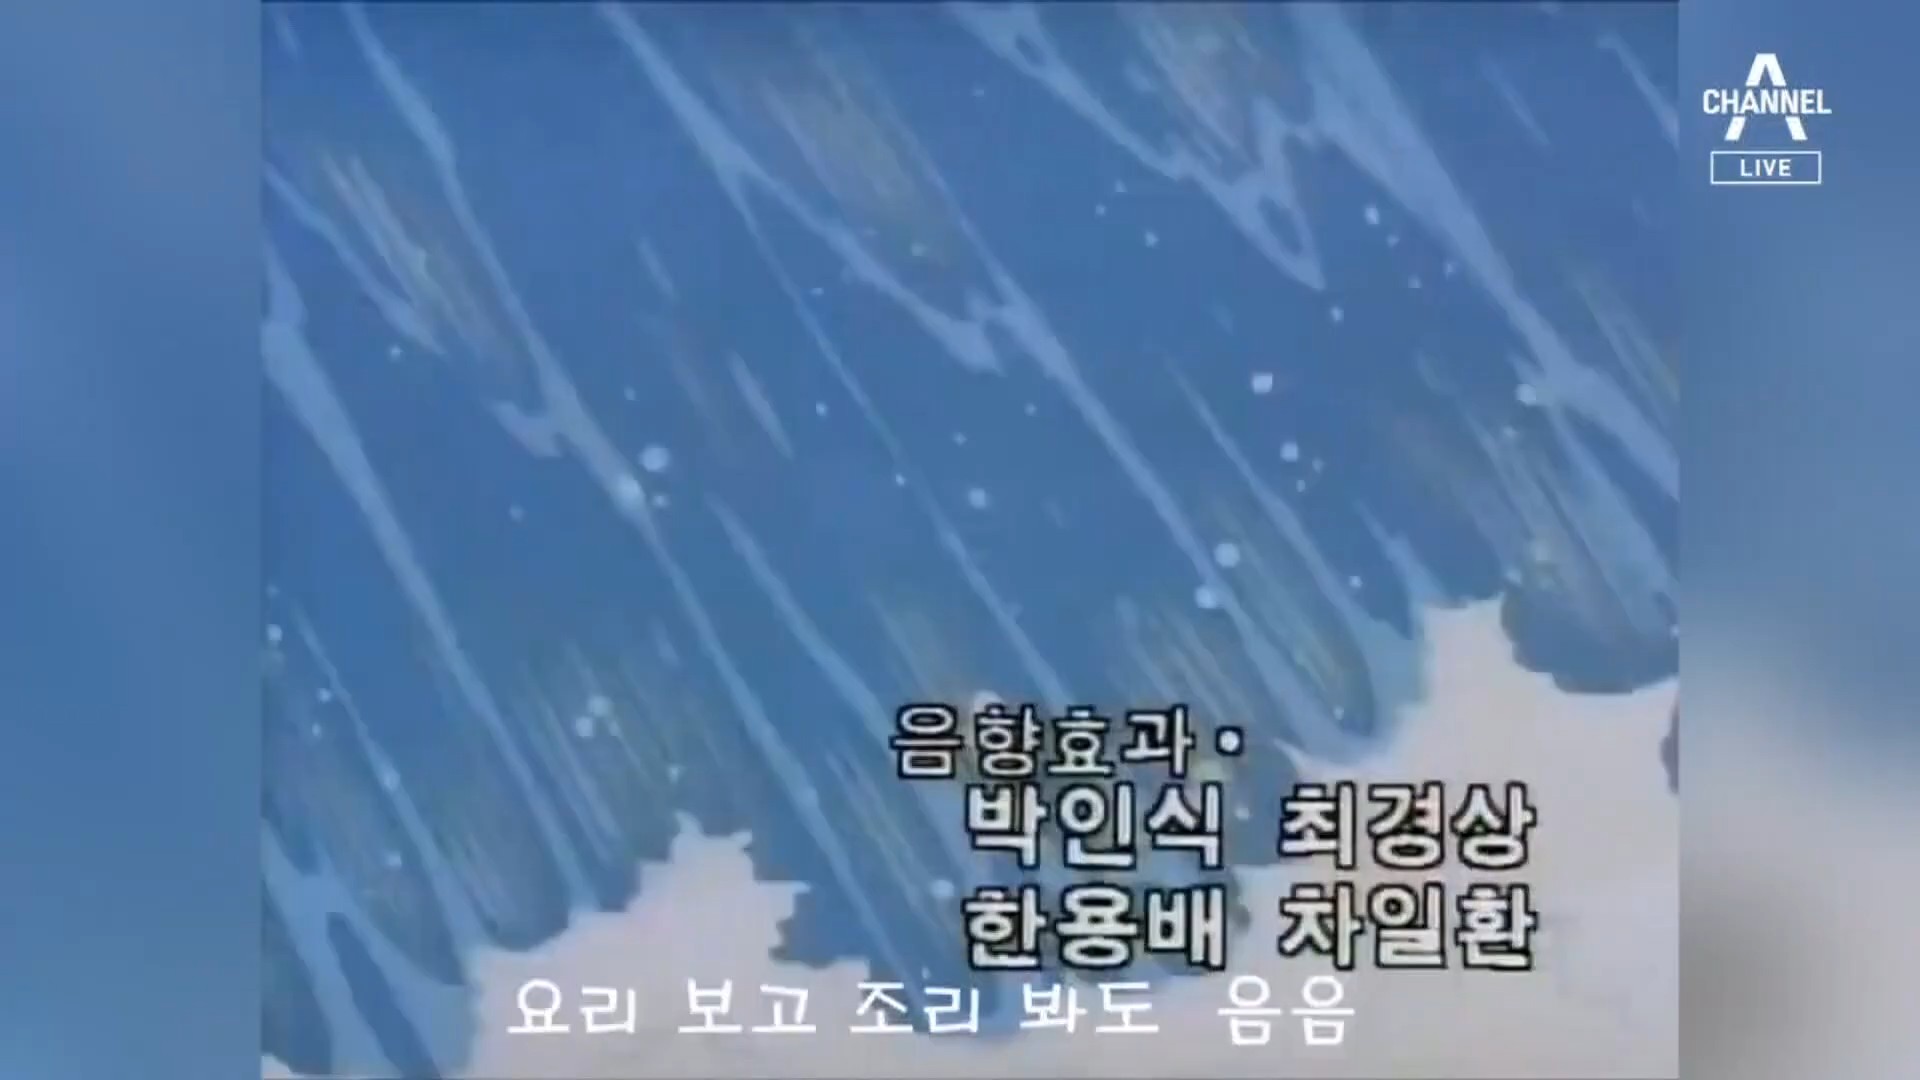 CHANNEL A
LIVE
음향효과·
박인식 최경상
한용배 차일환
요리 보고 조리 봐도 음음